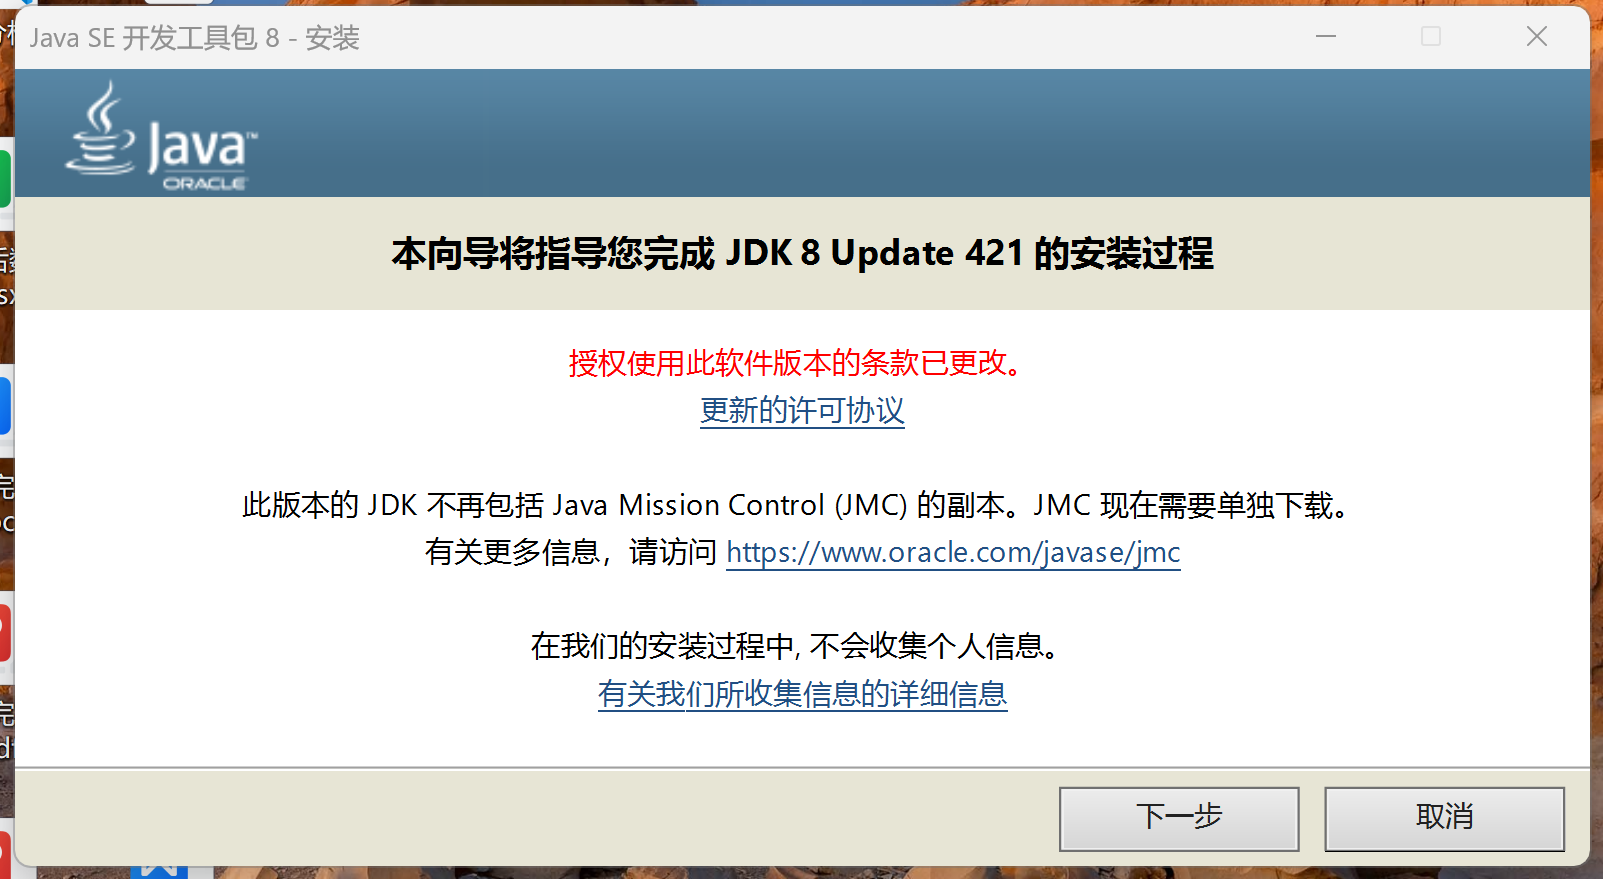 Java SE 开发工具包 8 - 安装
Java™
ORACLE
本向导将指导您完成 JDK 8 Update 421 的安装过程
授权使用此软件版本的条款已更改。
更新的许可协议
此版本的 JDK 不再包括 Java Mission Control (JMC) 的副本。JMC 现在需要单独下载。
有关更多信息，请访问 https://www.oracle.com/javase/jmc
在我们的安装过程中, 不会收集个人信息。
有关我们所收集信息的详细信息
下一步
取消